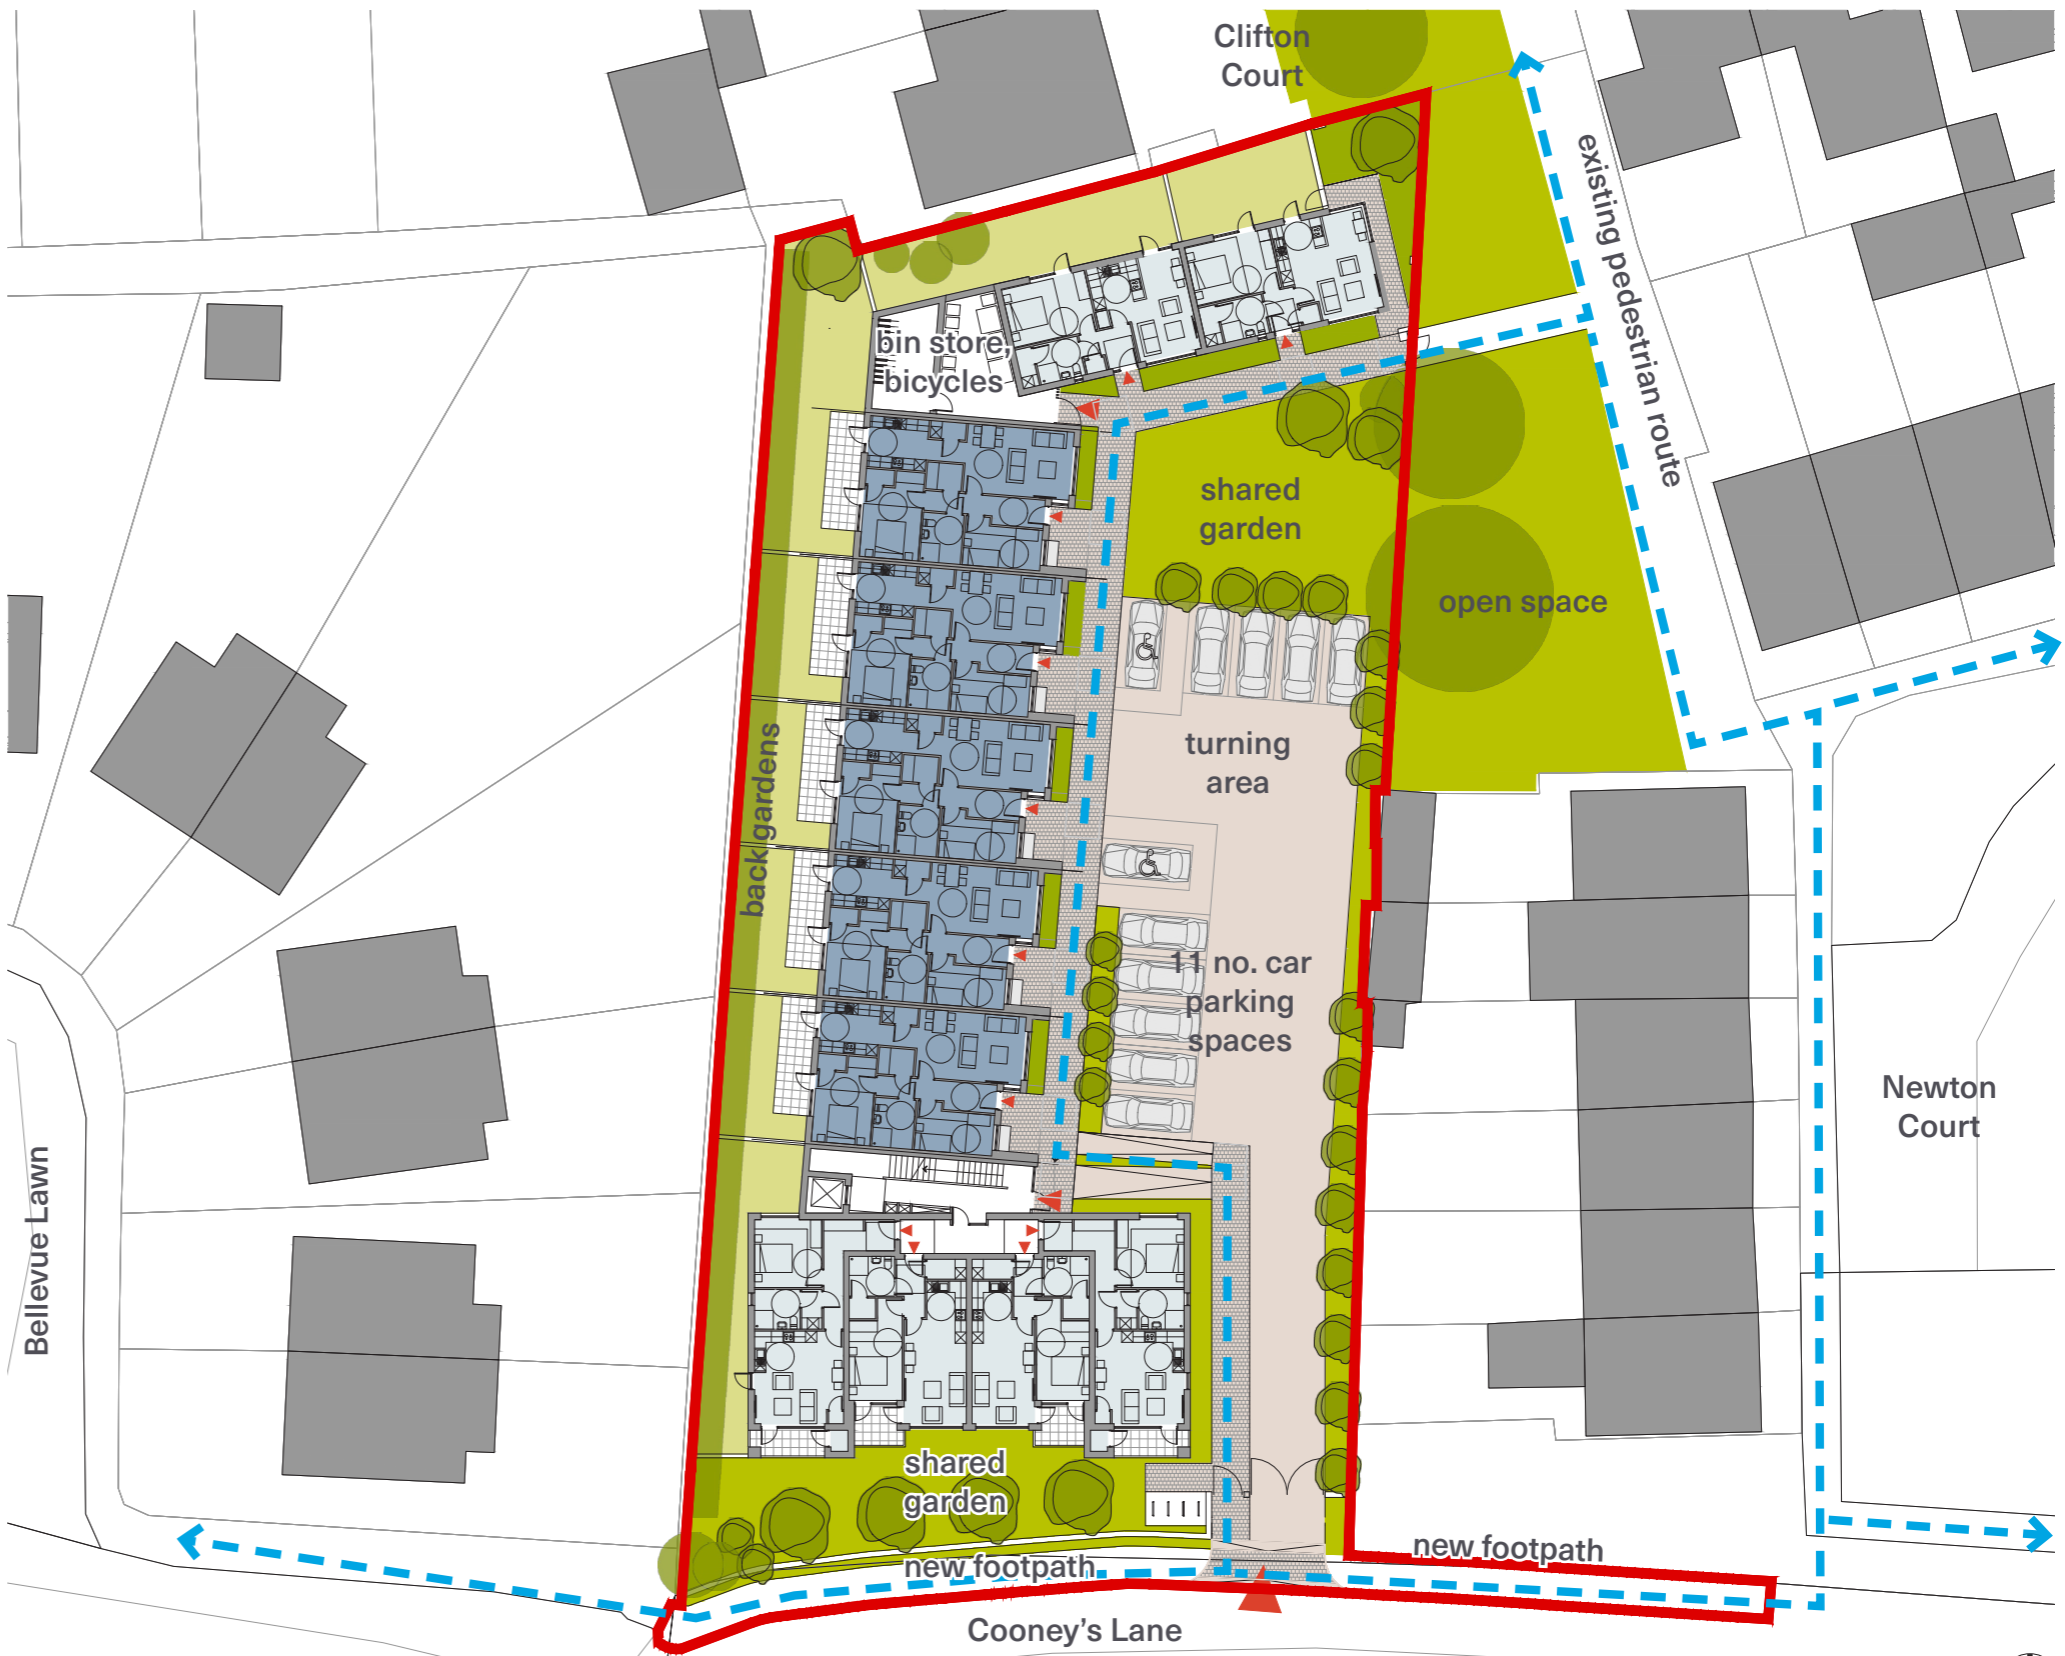 Clifton
Court
existing pedestrian route
bin store,
bicycles
shared
garden
open space
turning
area
back gardens
11 no. car
parking
spaces
Newton
Court
Bellevue Lawn
shared
garden
new footpath
new footpath
Cooney's Lane